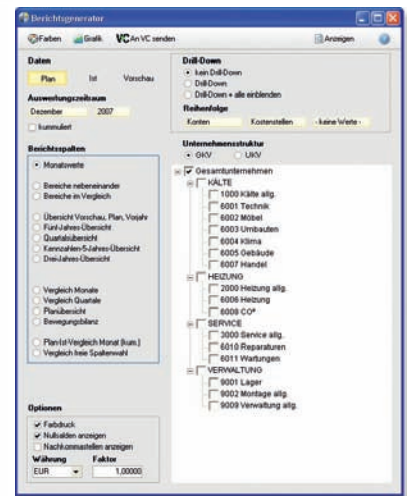 Berichtsgenerator
Farben Grafik VC An VC senden Anzeigen
Daten
Plan Ist Vorschau
Auswertungszeitraum
Dezember 2007
kummuliert
Berichtsspalten
Monatswerte
Bereiche nebeneinander
Bereiche im Vergleich
Übersicht Vorschau, Plan, Vorjahr
Fünf-Jahres-Übersicht
Quartalsübersicht
Kennzahlen-5-Jahres-Übersicht
Drei-Jahres-Übersicht
Vergleich Monate
Vergleich Quartale
Planübersicht
Bewegungsbilanz
Plan-Ist-Vergleich Monat (kum.)
Vergleich freie Spaltenwahl
Optionen
Farbdruck
Nullsalden anzeigen
Nachkommastellen anzeigen
Währung Faktor
EUR 1,00000
Drill-Down
kein Drill-Down
Drill-Down
Drill-Down + alle einblenden
Reihenfolge
Konten Kostenstellen - keine Werte -
Unternehmensstruktur
GKV UKV
Gesamtunternehmen
KÄLTE
1000 Kälte allg.
6001 Technik
6002 Möbel
6003 Umbauten
6004 Klima
6005 Gebäude
6007 Handel
HEIZUNG
2000 Heizung allg.
6006 Heizung
6008 CO²
SERVICE
3000 Service allg.
6010 Reparaturen
6011 Wartungen
VERWALTUNG
9001 Lager
9002 Montage allg.
9009 Verwaltung allg.